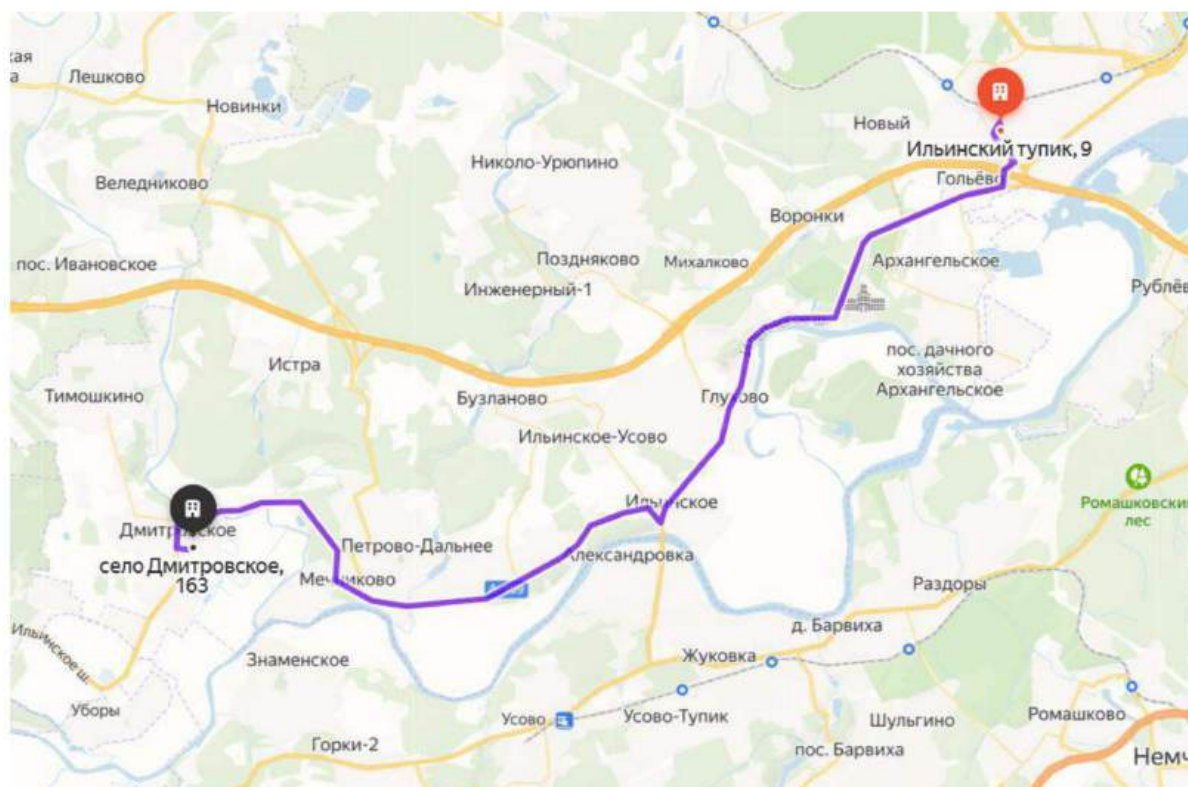 Лешково
Новинки
Николо-Урюпино
Новый
Ильинский тупик, 9
Гольёво
Веледниково
Воронки
пос. Ивановское
Поздняково
Михалково
Архангельское
Инженерный-1
Рублёв
Истра
пос. дачного
хозяйства
Архангельское
Тимошкино
Бузланово
Глухово
Ильинское-Усово
Ильинское
Ромашковский
лес
Дмитровское
Петрово-Дальнее
Александровка
село Дмитровское,
163
Мечниково
Раздоры
д. Барвиха
Ильинское ш.
Знаменское
Жуковка
Уборы
Усово
Усово-Тупик
Шульгино
Ромашково
Горки-2
пос. Барвиха
Немч